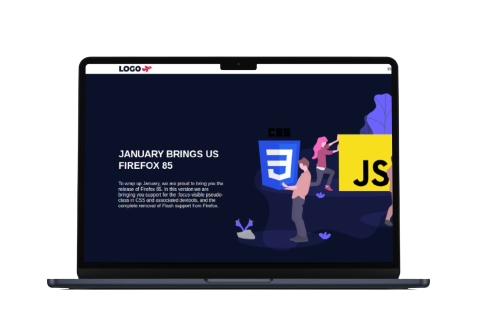 LOGO
CSS
JANUARY BRINGS US
FIREFOX 85
JS
To wrap up January, we are proud to bring you the
release of Firefox 85. In this version we are
bringing you support for the :focus-visible pseudo-
class in CSS and associated devtools, and the
complete removal of Flash support from Firefox.